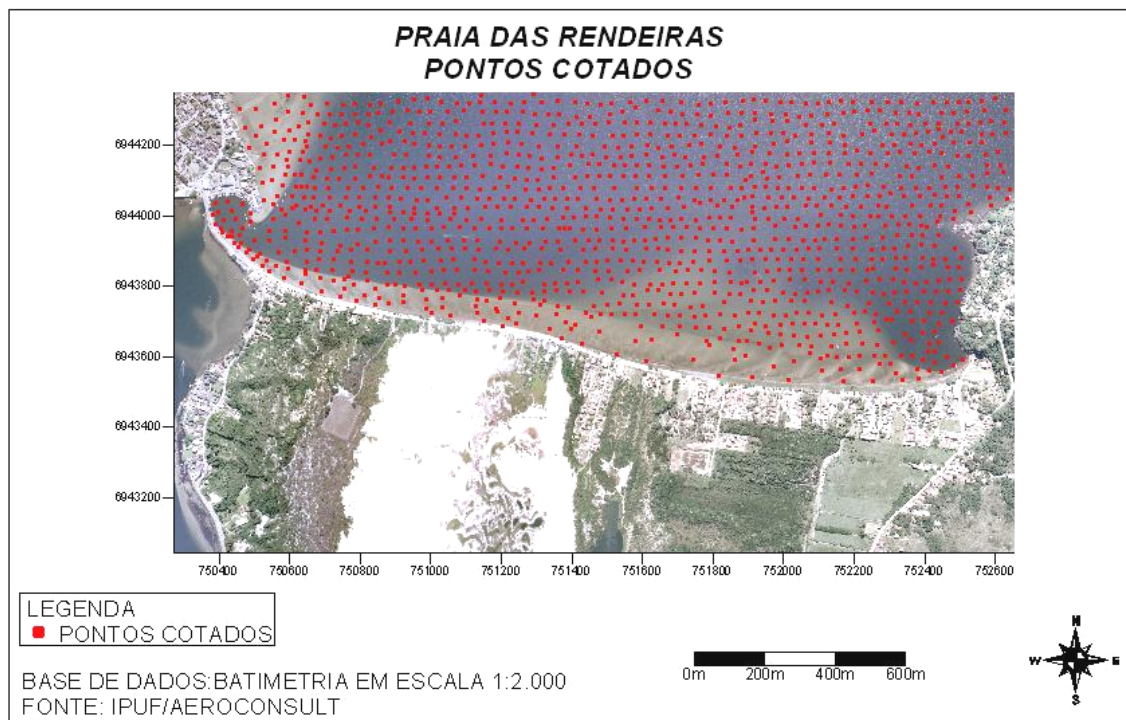 PRAIA DAS RENDEIRAS
PONTOS COTADOS
6944200
6944000
6943800
6943600
6943400
6943200
750400 750600 750800 751000 751200 751400 751600 751800 752000 752200 752400 752600
LEGENDA
PONTOS COTADOS
0m 200m 400m 600m
N
W E
S
BASE DE DADOS:BATIMETRIA EM ESCALA 1:2.000
FONTE: IPUF/AEROCONSULT